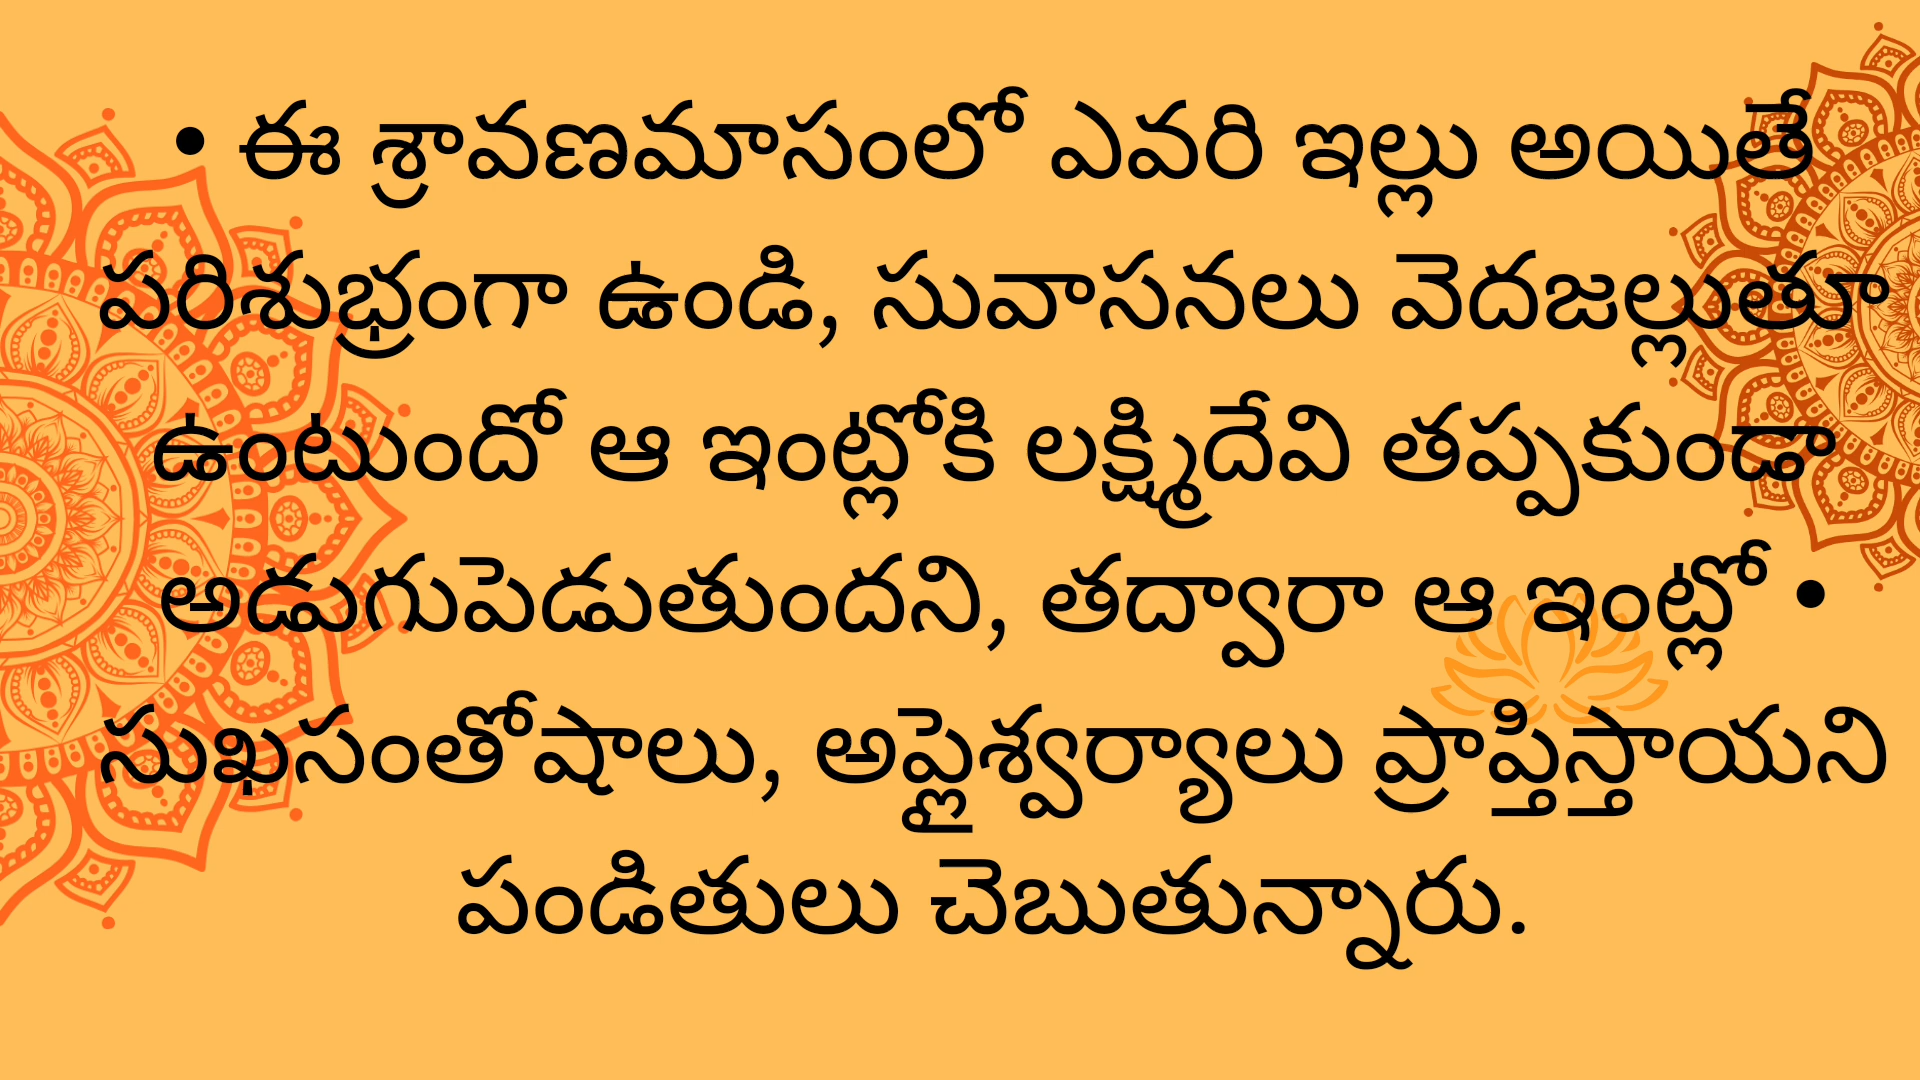 • ఈ శ్రావణమాసంలో ఎవరి ఇల్లు అయితే
పరిశుభ్రంగా ఉండి, సువాసనలు వెదజల్లుతూ
ఉంటుందో ఆ ఇంట్లోకి లక్ష్మిదేవి తప్పకుండా
అడుగుపెడుతుందని, తద్వారా ఆ ఇంట్లో •
సుఖసంతోషాలు, అష్టైశ్వర్యాలు ప్రాప్తిస్తాయని
పండితులు చెబుతున్నారు.